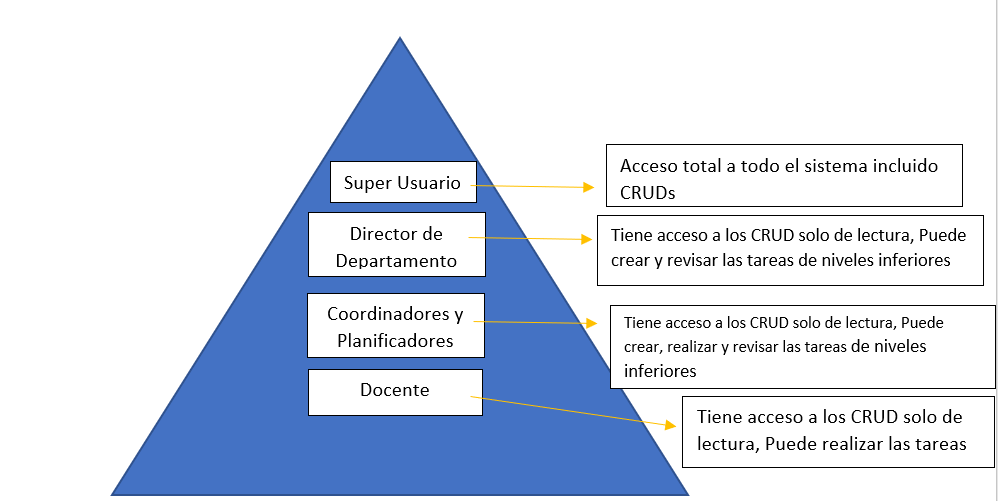 Super Usuario
Acceso total a todo el sistema incluido
CRUDs
Director de
Departamento
Tiene acceso a los CRUD solo de lectura, Puede
crear y revisar las tareas de niveles inferiores
Coordinadores y
Planificadores
Tiene acceso a los CRUD solo de lectura, Puede
crear, realizar y revisar las tareas de niveles
inferiores
Docente
Tiene acceso a los CRUD solo de
lectura, Puede realizar las tareas